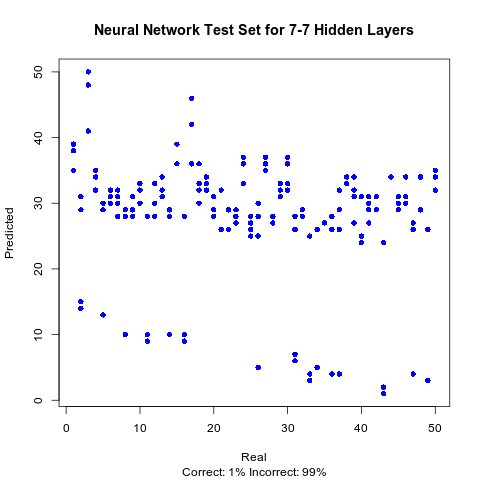 Neural Network Test Set for 7-7 Hidden Layers
Predicted
50
40
30
20
10
0
0 10 20 30 40 50
Real
Correct: 1% Incorrect: 99%